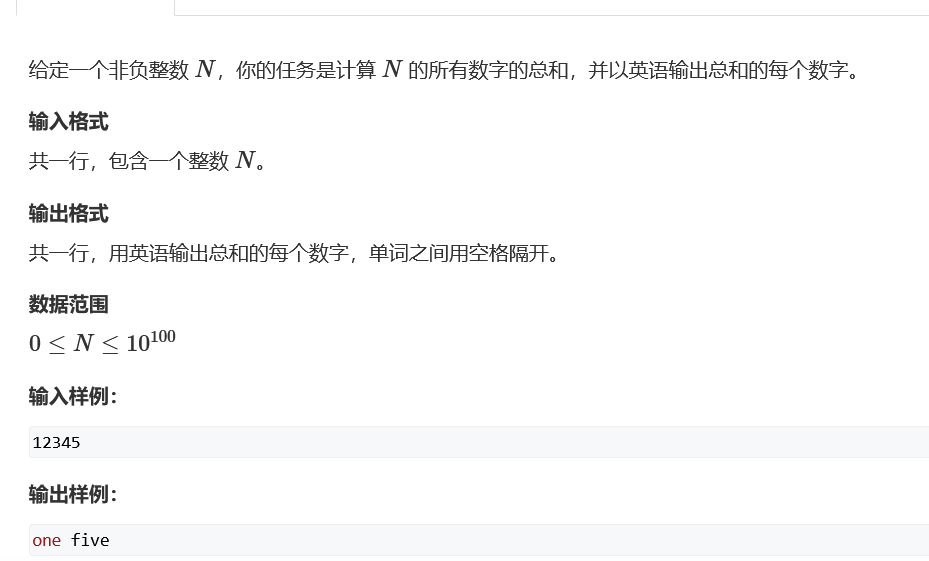 给定一个非负整数 N，你的任务是计算 N 的所有数字的总和，并以英语输出总和的每个数字。
输入格式
共一行，包含一个整数 N。
输出格式
共一行，用英语输出总和的每个数字，单词之间用空格隔开。
数据范围
0 ≤ N ≤ 10^100
输入样例：
12345
输出样例：
one five